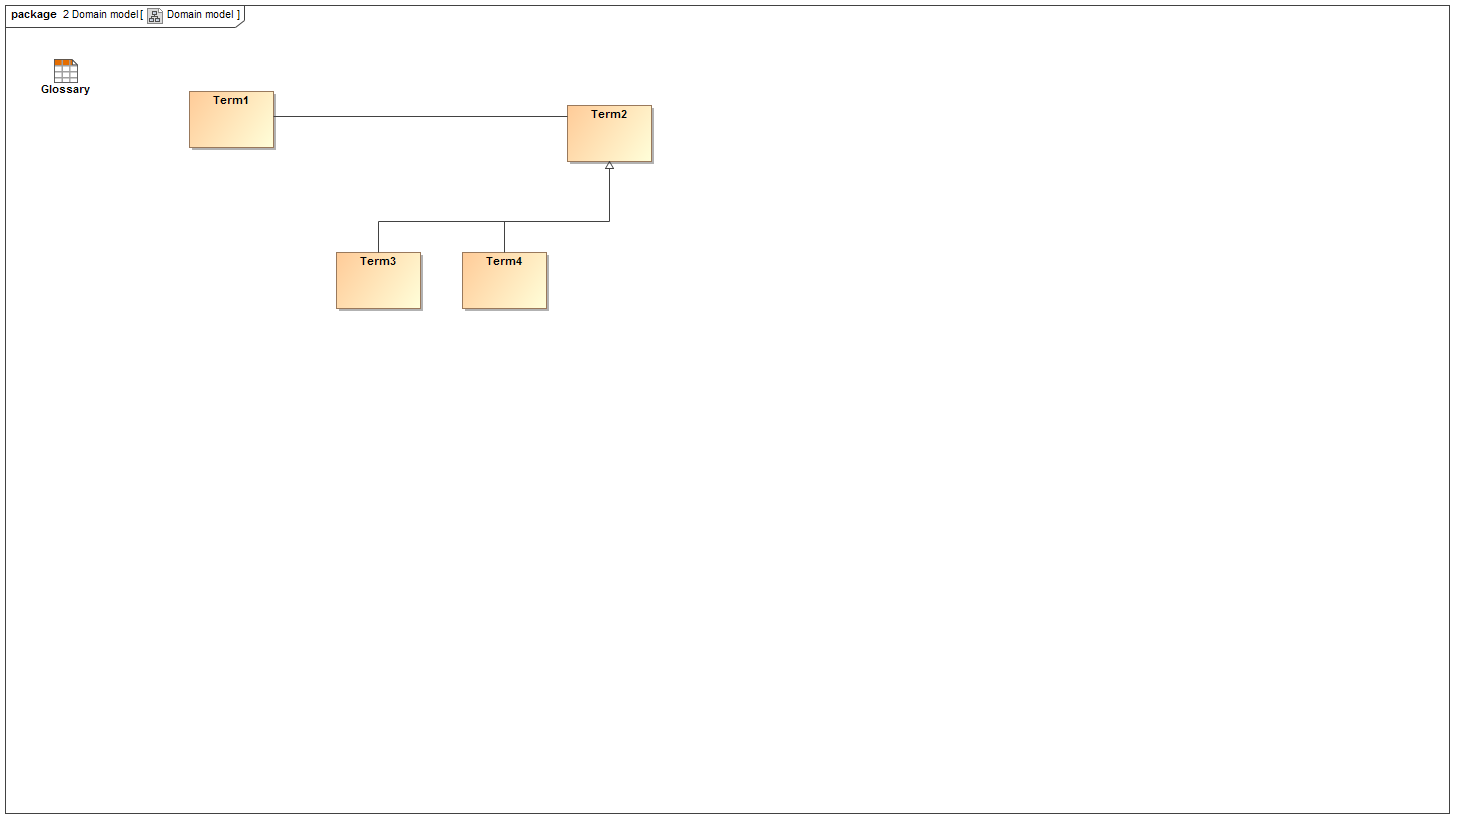 package 2 Domain model[ Domain model ]
Glossary
Term1
Term2
Term3
Term4